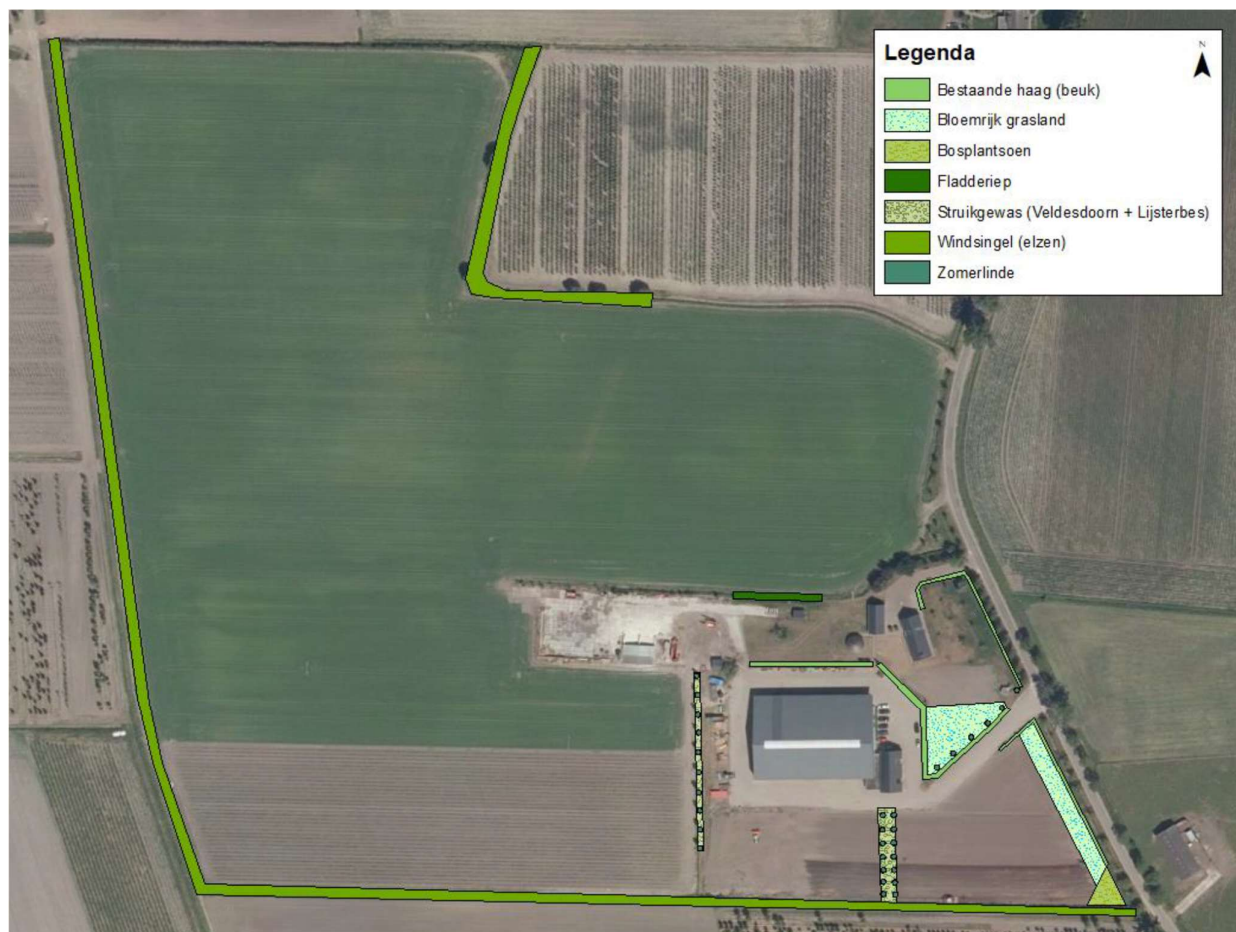 Legenda
N
Bestaande haag (beuk)
Bloemrijk grasland
Bosplantsoen
Fladderiep
Struikgewas (Veldesdoorn + Lijsterbes)
Windsingel (elzen)
Zomerlinde